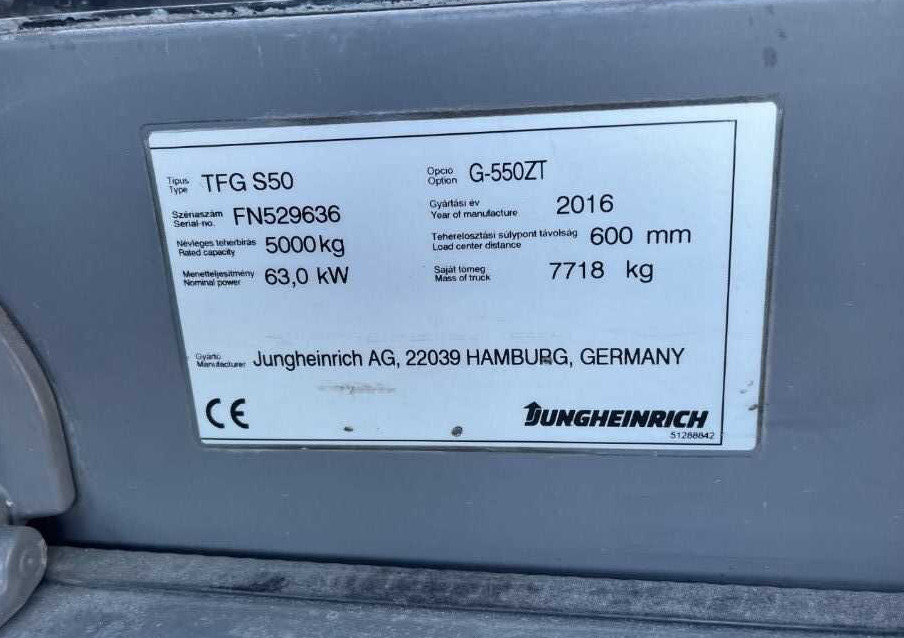 Típus TFG S50 Opció G-550ZT
Type Option
Szériaszám FN529636 Gyártási év 2016
Serial-no. Year of manufacture
Névleges teherbírás 5000kg Teherelosztási súlypont távolság 600 mm
Rated capacity Load center distance
Menetteljesítmény 63,0 kW Saját tömeg 7718 kg
Nominal power Mass of truck
Gyártó Jungheinrich AG, 22039 HAMBURG, GERMANY
Manufacturer
CE JUNGHEINRICH
51288842